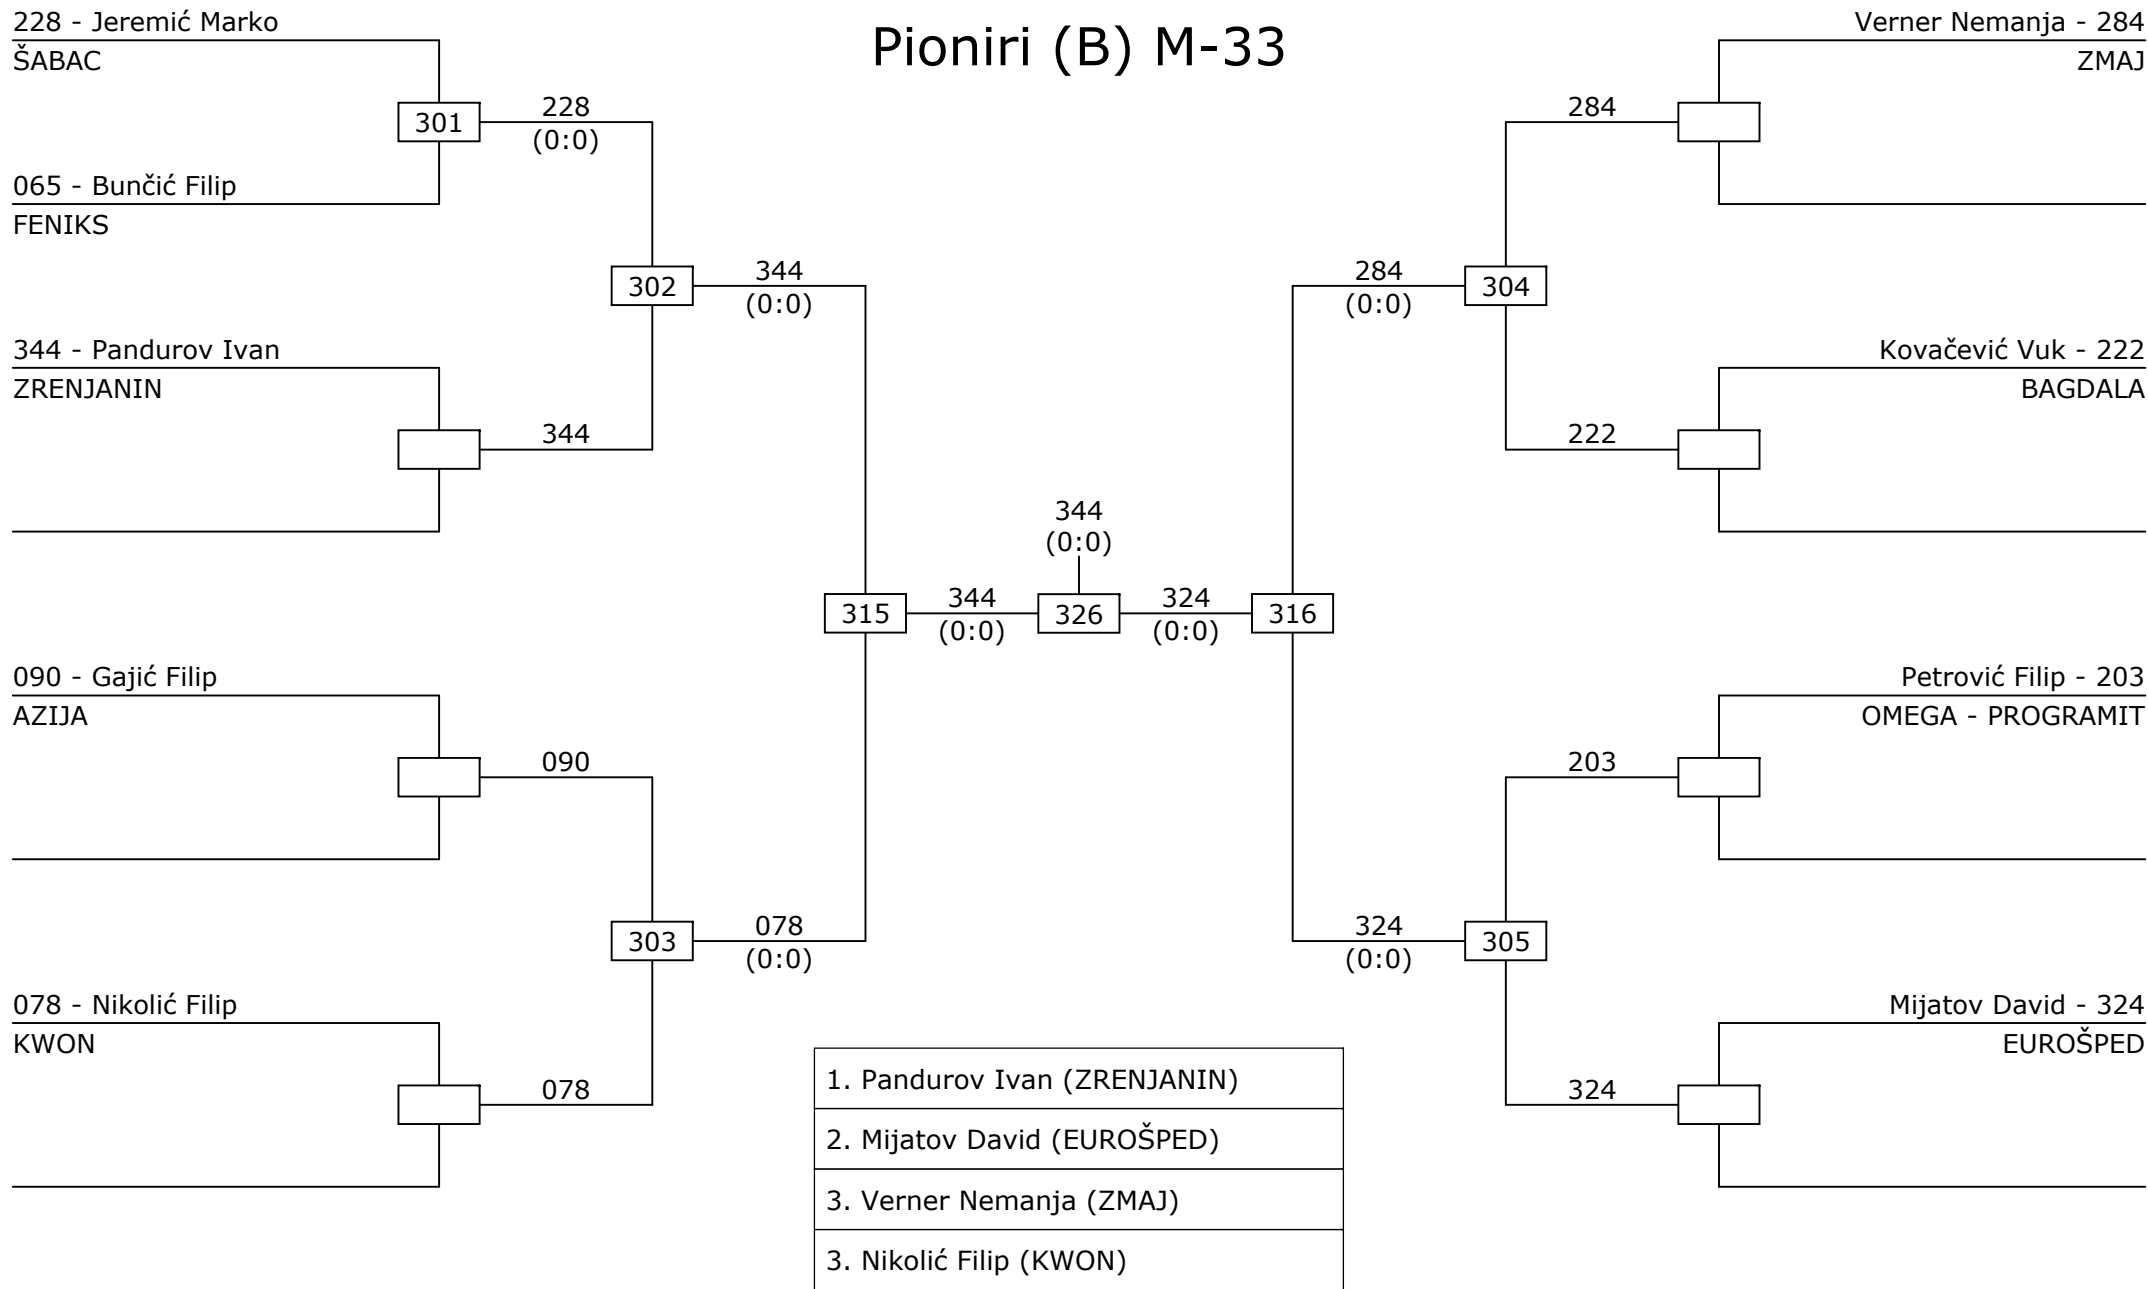 Pioniri (B) M-33
228 - Jeremić Marko
ŠABAC
301
228
(0:0)
065 - Bunčić Filip
FENIKS
302
344
(0:0)
344 - Pandurov Ivan
ZRENJANIN
344
090 - Gajić Filip
AZIJA
090
303
078
(0:0)
078 - Nikolić Filip
KWON
078
315
344
(0:0)
344
(0:0)
326
324
(0:0)
316
Verner Nemanja - 284
ZMAJ
284
284
(0:0)
304
Kovačević Vuk - 222
BAGDALA
222
Petrović Filip - 203
OMEGA - PROGRAMIT
203
324
(0:0)
305
Mijatov David - 324
EUROŠPED
324
1. Pandurov Ivan (ZRENJANIN)
2. Mijatov David (EUROŠPED)
3. Verner Nemanja (ZMAJ)
3. Nikolić Filip (KWON)